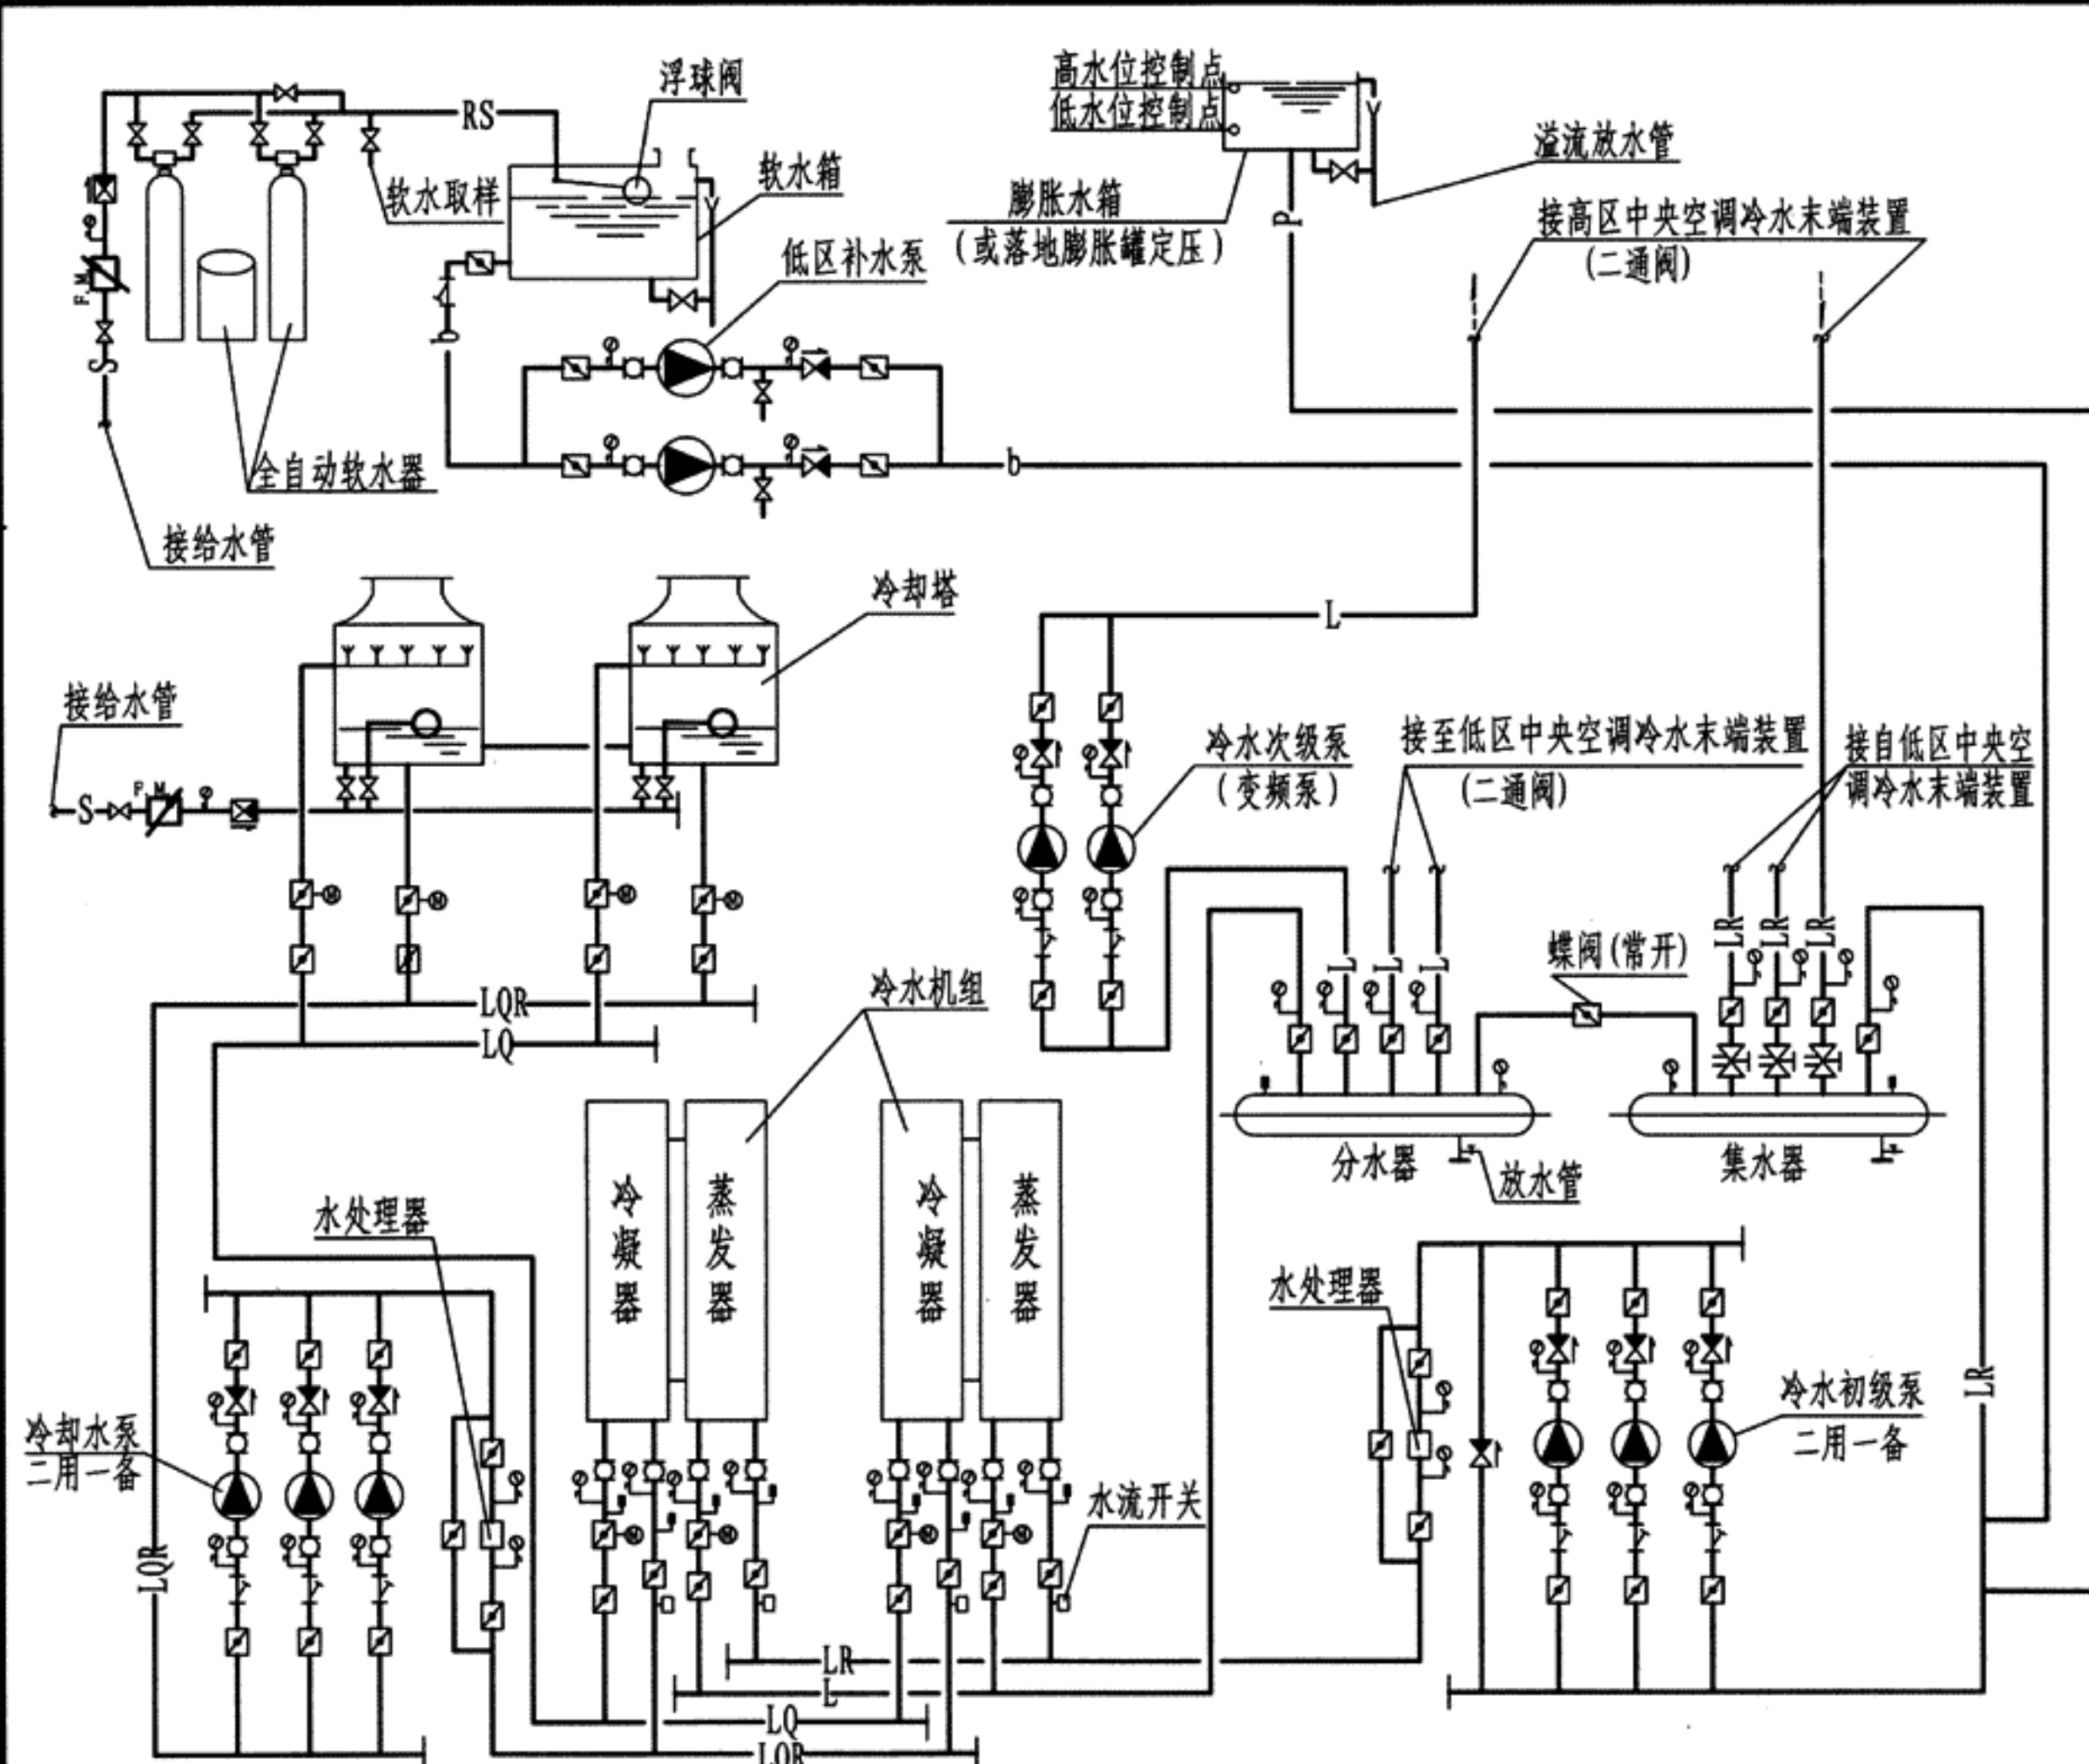 浮球阀
RS
软水取样
软水箱
低区补水泵
F.M.
S
b
全自动软水器
接给水管
b
高水位控制点
低水位控制点
膨胀水箱
(或落地膨胀罐定压)
P
溢流放水管
接高区中央空调冷水末端装置
(二通阀)
冷却塔
接给水管
S
F.M.
M
M
M
M
LQR
LQ
L
冷水次级泵
(变频泵)
接至低区中央空调冷水末端装置
(二通阀)
接自低区中央空
调冷水末端装置
L
L
L
LR
LR
LR
蝶阀(常开)
分水器
放水管
集水器
冷水机组
冷凝器
蒸发器
冷凝器
蒸发器
水处理器
冷却水泵
二用一备
LQR
M
M
M
M
水流开关
水处理器
冷水初级泵
二用一备
LR
LR
L
LQ
LQR